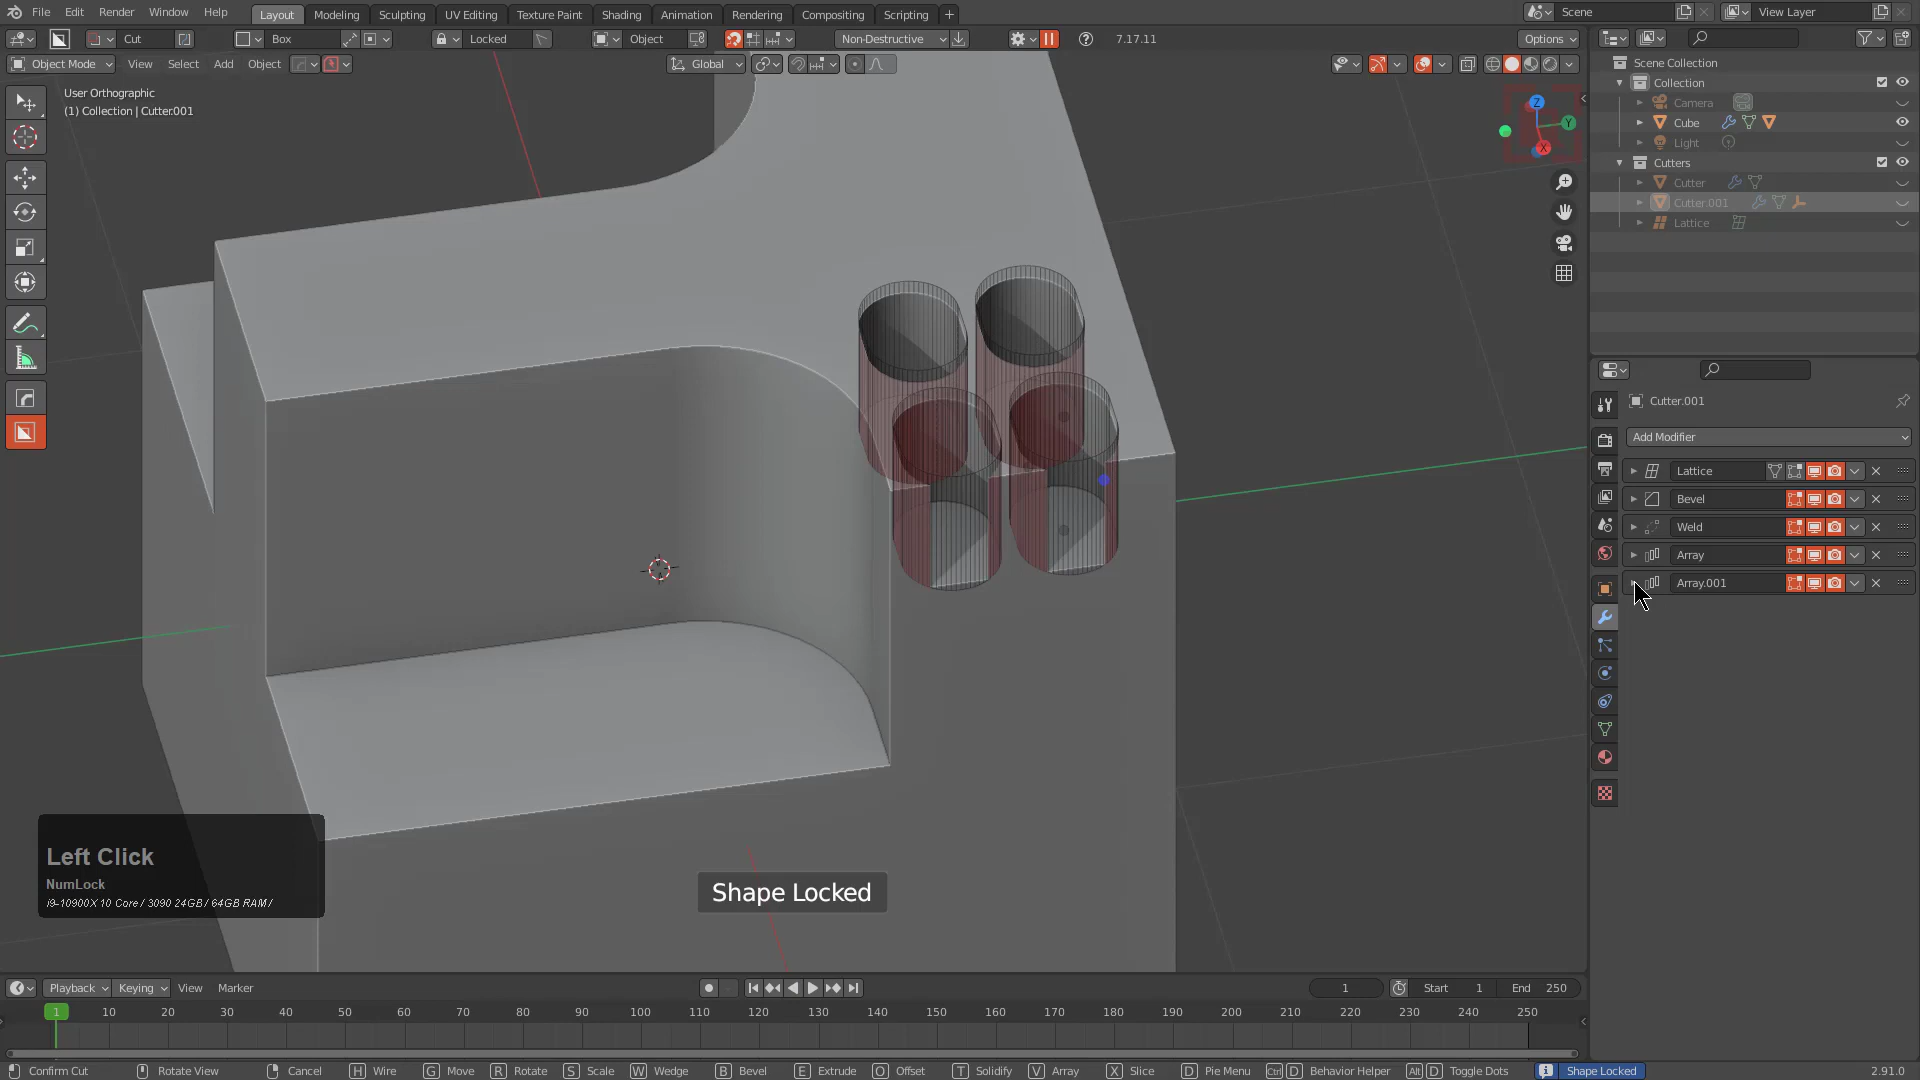 File Edit Render Window Help Layout Modeling Sculpting UV Editing Texture Paint Shading Animation Rendering Compositing Scripting + Scene View Layer
Cut Box Locked Object Non-Destructive 7.17.11 Options
Object Mode View Select Add Object Global
User Orthographic
(1) Collection | Cutter.001
Z
Y
X
Scene Collection
Collection
Camera
Cube
Light
Cutters
Cutter
Cutter.001
Lattice
Cutter.001
Add Modifier
Lattice
Bevel
Weld
Array
Array.001
Left Click
NumLock
i9-10900X 10 Core / 3090 24GB / 64GB RAM /
Shape Locked
Playback Keying View Marker 1 Start 1 End 250
1 10 20 30 40 50 60 70 80 90 100 110 120 130 140 150 160 170 180 190 200 210 220 230 240 250
Confirm Cut Rotate View Cancel H Wire G Move R Rotate S Scale W Wedge B Bevel E Extrude O Offset T Solidify V Array X Slice D Pie Menu Ctrl D Behavior Helper Alt D Toggle Dots Shape Locked 2.91.0